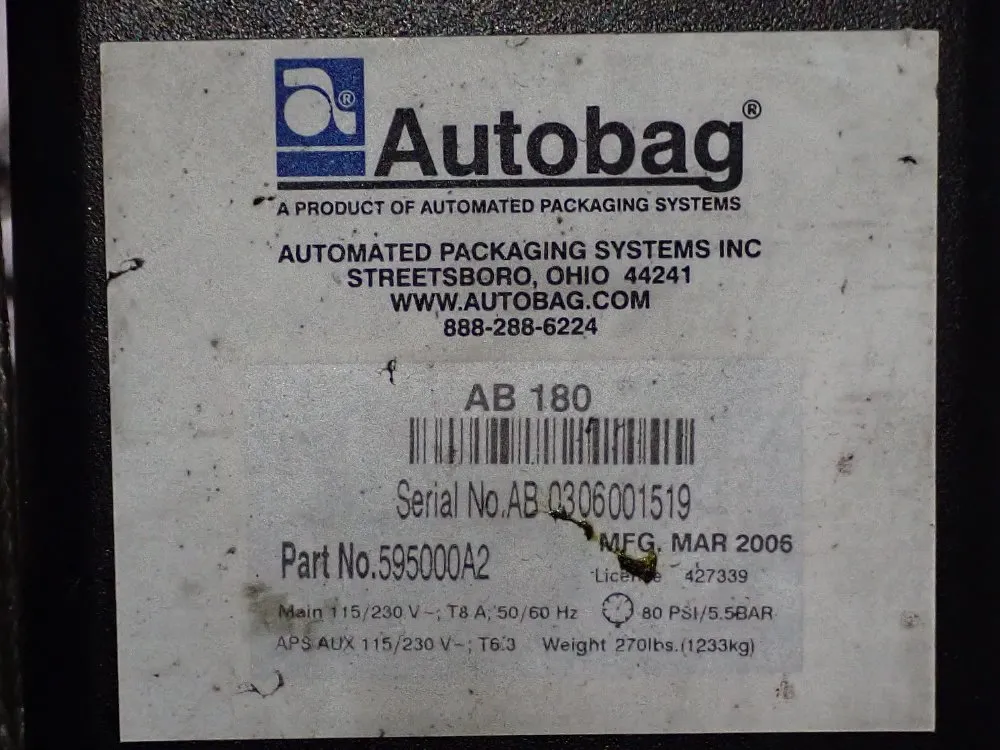 a®
Autobag®
A PRODUCT OF AUTOMATED PACKAGING SYSTEMS
AUTOMATED PACKAGING SYSTEMS INC
STREETSBORO, OHIO 44241
WWW.AUTOBAG.COM
888-288-6224
AB 180
Serial No.AB 0306001519
MFG. MAR 2006
Part No.595000A2
License 427339
Main 115/230 V~; T8 A; 50/60 Hz 80 PSI/5.5BAR
APS AUX 115/230 V~; T6.3 Weight 270lbs.(1233kg)